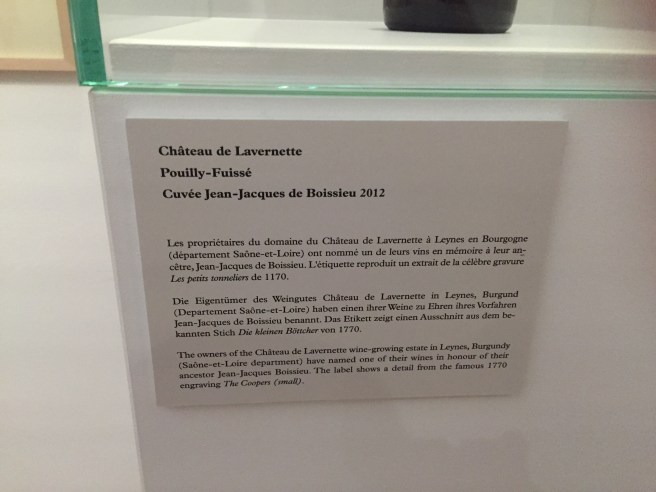 Château de Lavernette
Pouilly-Fuissé
Cuvée Jean-Jacques de Boissieu 2012
Les propriétaires du domaine du Château de Lavernette à Leynes en Bourgogne
(département Saône-et-Loire) ont nommé un de leurs vins en mémoire à leur an-
cêtre, Jean-Jacques de Boissieu. L'étiquette reproduit un extrait de la célèbre gravure
Les petits tonneliers de 1170.
Die Eigentümer des Weingutes Château de Lavernette in Leynes, Burgund
(Departement Saône-et-Loire) haben einen ihrer Weine zu Ehren ihres Vorfahren
Jean-Jacques de Boissieu benannt. Das Etikett zeigt einen Ausschnitt aus dem be-
kannten Stich Die kleinen Böttcher von 1770.
The owners of the Château de Lavernette wine-growing estate in Leynes, Burgundy
(Saône-et-Loire department) have named one of their wines in honour of their
ancestor Jean-Jacques Boissieu. The label shows a detail from the famous 1770
engraving The Coopers (small).